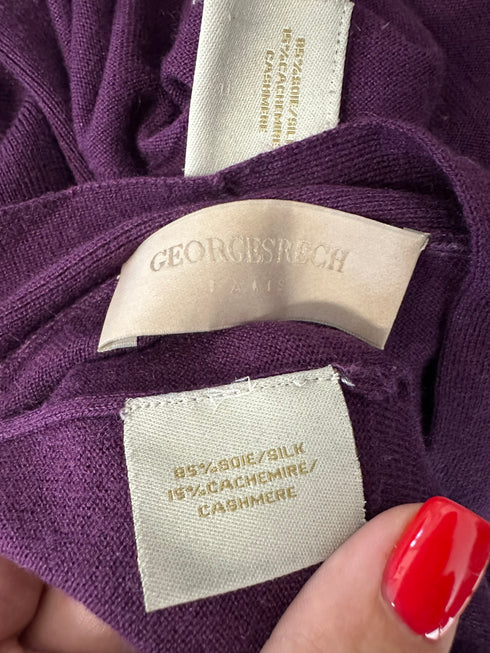 85%SOIE/SILK
15%CACHEMIRE/
CASHMERE
GEORGESRECH
PARIS
85%SOIE/SILK
15%CACHEMIRE/
CASHMERE